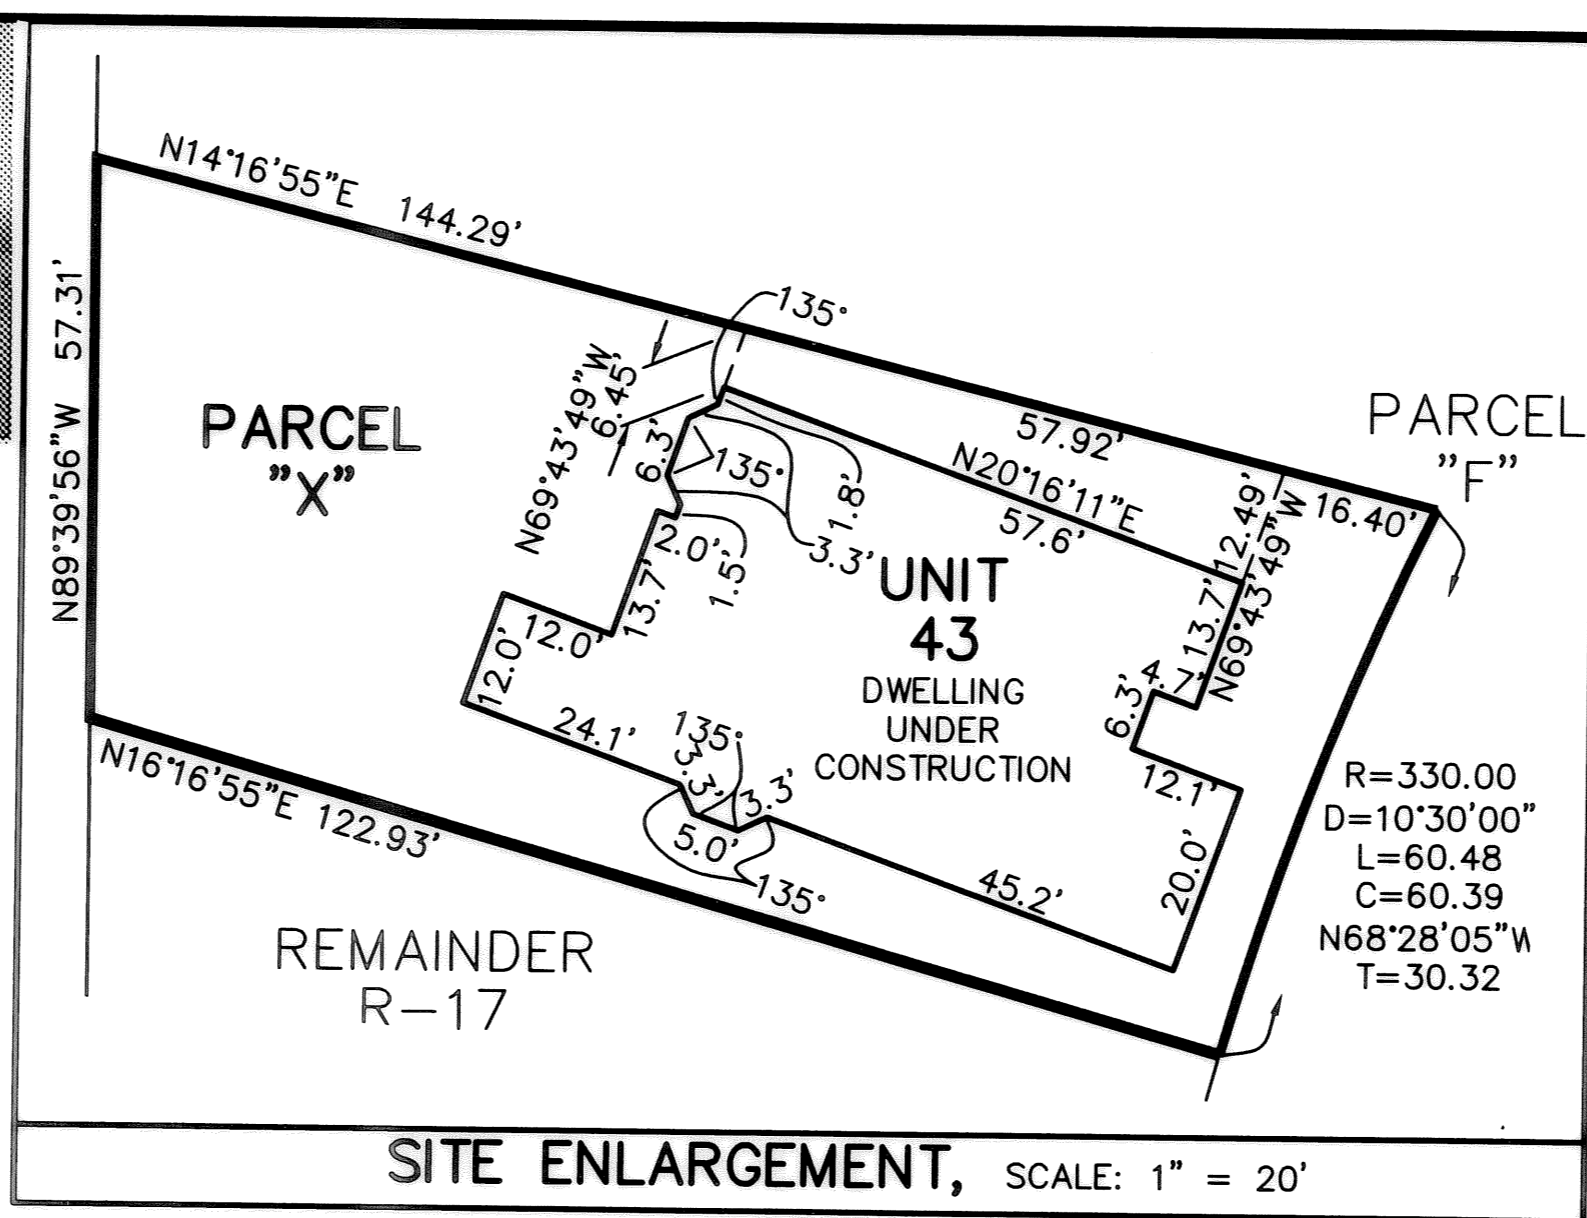 N14°16'55"E 144.29'
N89°39'56"W 57.31'
PARCEL
"X"
N69°43'49"W
6.45'
135°
6.3'
135°
1.8'
3.3'
2.0'
1.5'
13.7'
12.0'
12.0'
24.1'
57.92'
N20°16'11"E
57.6'
12.49'
N69°43'49"W
16.40'
PARCEL
"F"
UNIT
43
DWELLING
UNDER
CONSTRUCTION
13.7'
4.7'
6.3'
12.1'
20.0'
45.2'
135°
3.3'
3.3'
5.0'
135°
N16°16'55"E 122.93'
R=330.00
D=10°30'00"
L=60.48
C=60.39
N68°28'05"W
T=30.32
REMAINDER
R-17
SITE ENLARGEMENT, SCALE: 1" = 20'